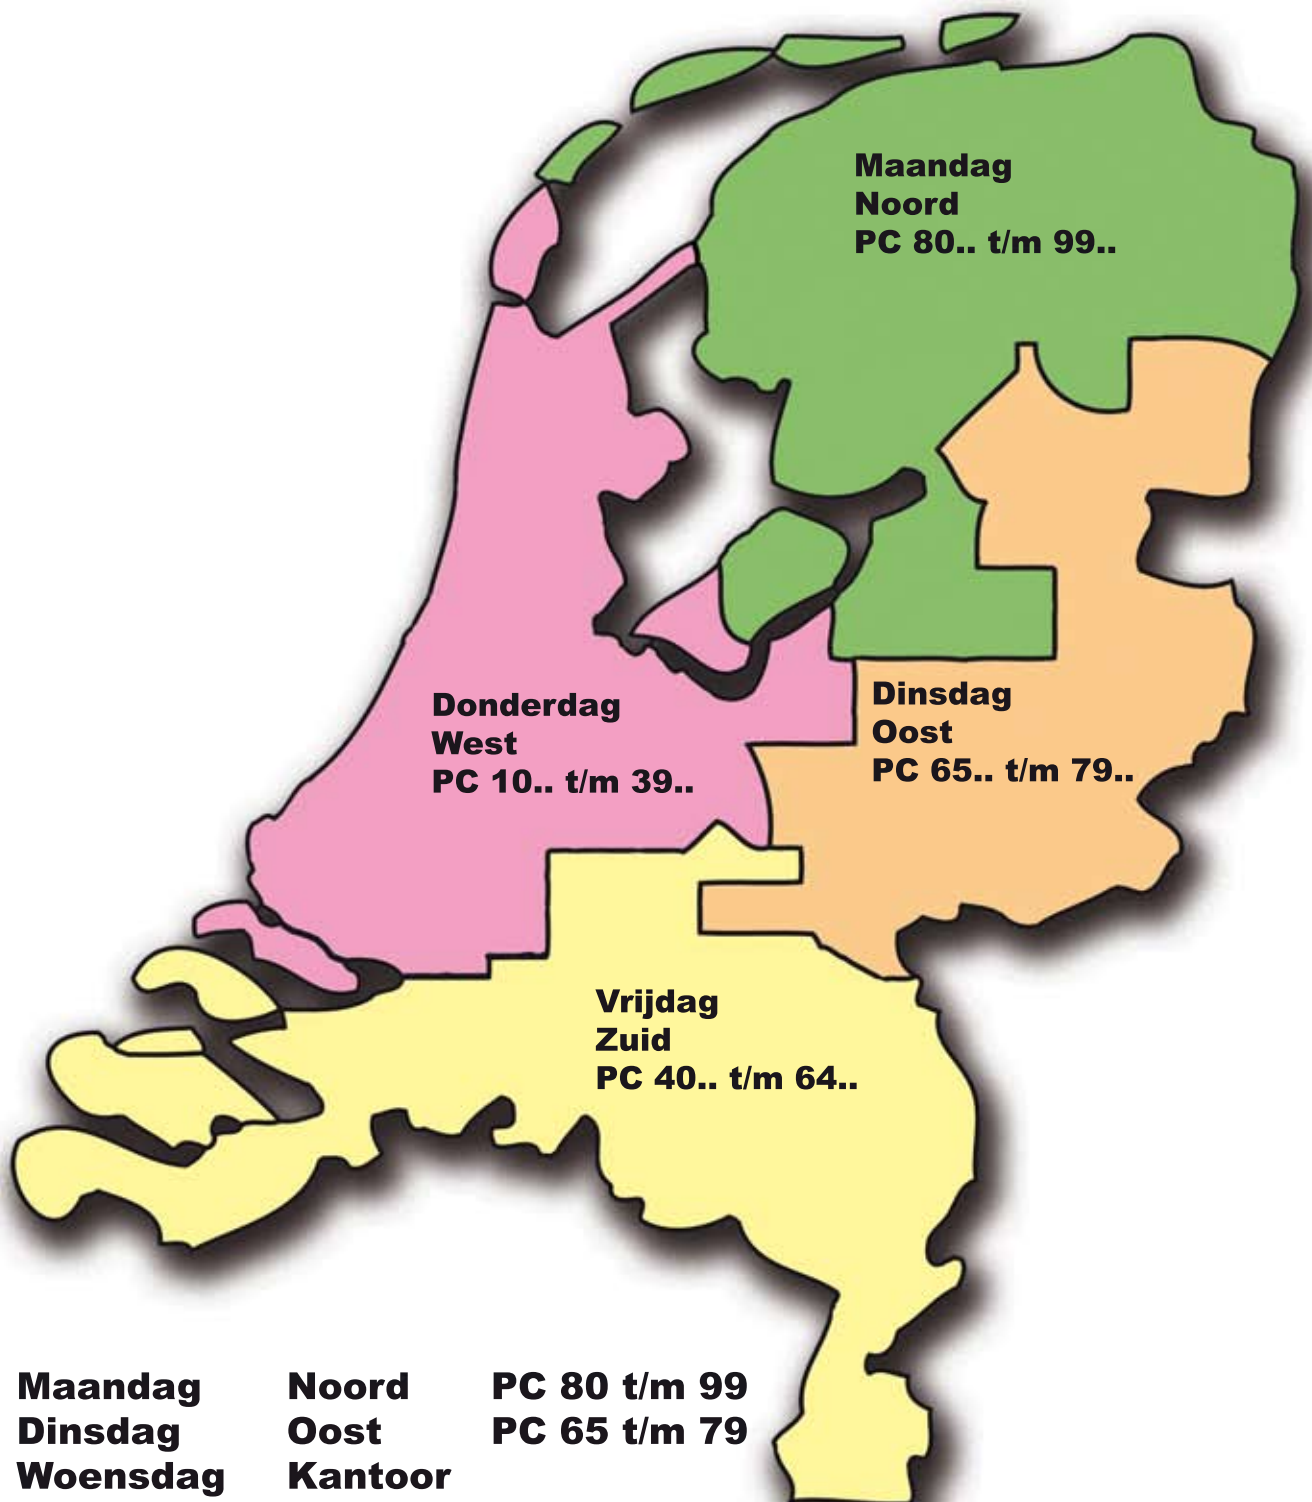 Maandag
Noord
PC 80.. t/m 99..
Donderdag
West
PC 10.. t/m 39..
Dinsdag
Oost
PC 65.. t/m 79..
Vrijdag
Zuid
PC 40.. t/m 64..
Maandag Noord PC 80 t/m 99
Dinsdag Oost PC 65 t/m 79
Woensdag Kantoor